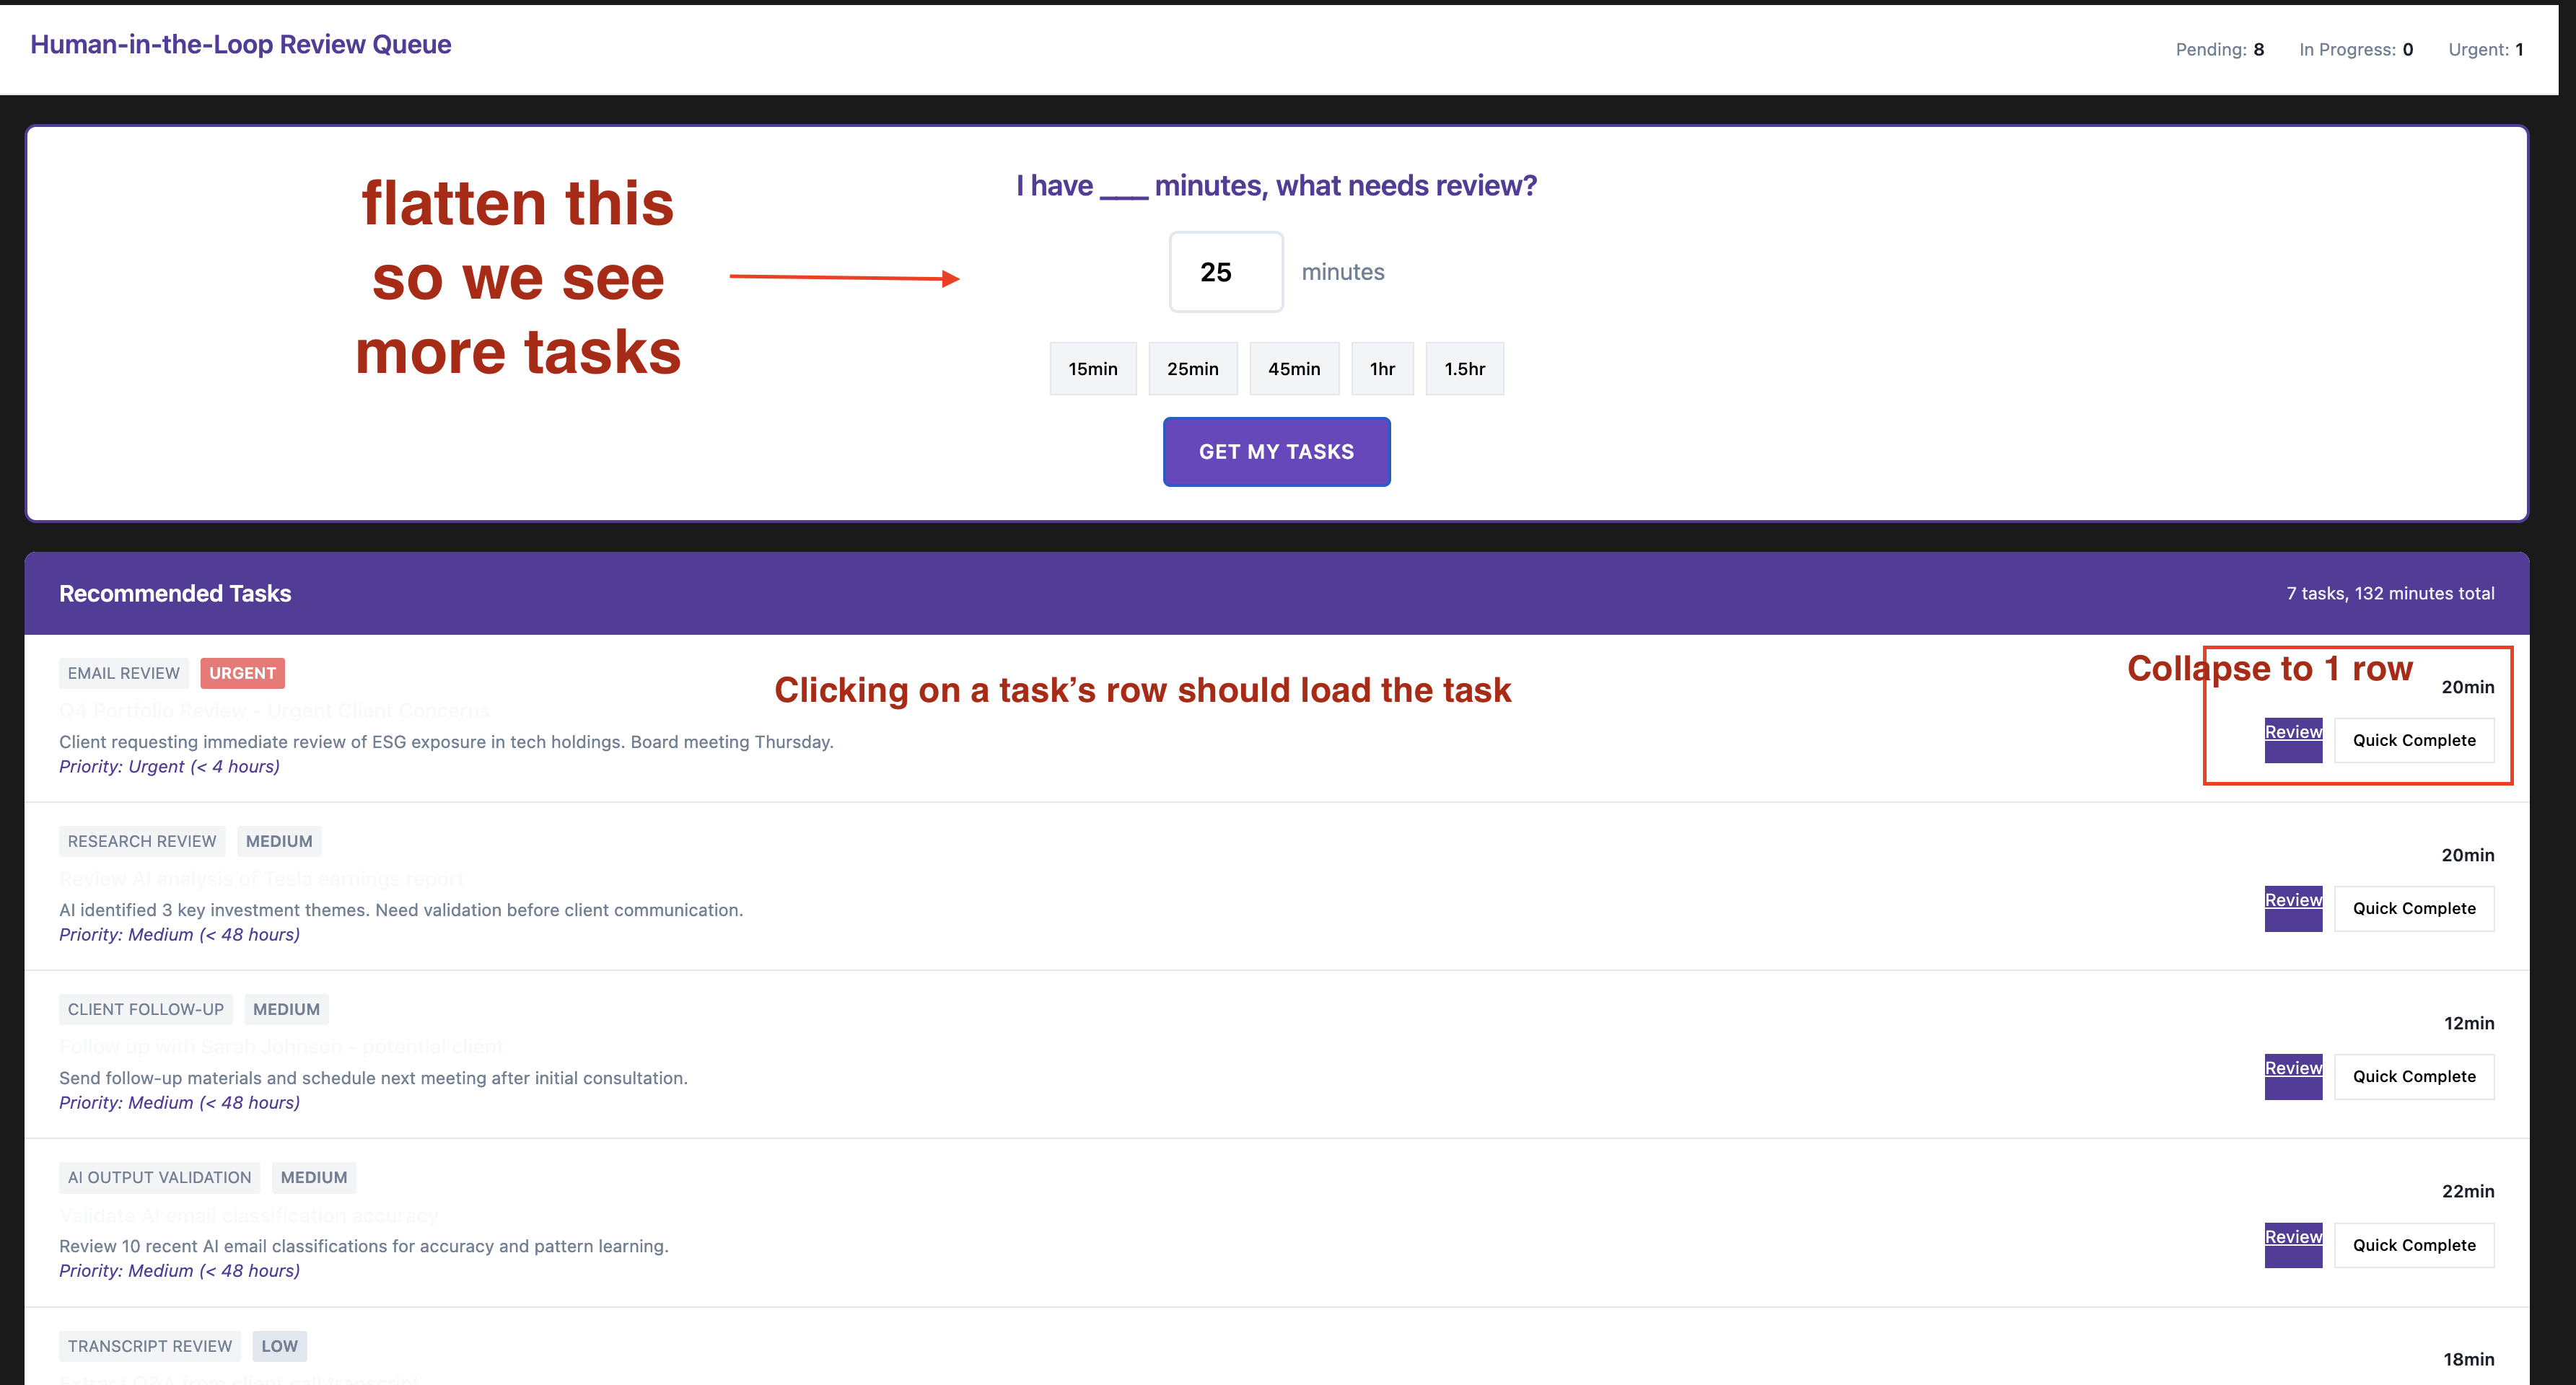 Human-in-the-Loop Review Queue
Pending: 8 In Progress: 0 Urgent: 1
flatten this
so we see
more tasks
I have ___ minutes, what needs review?
25 minutes
15min 25min 45min 1hr 1.5hr
GET MY TASKS
Recommended Tasks
7 tasks, 132 minutes total
EMAIL REVIEW URGENT
Q4 Portfolio Review - Urgent Client Concerns
Client requesting immediate review of ESG exposure in tech holdings. Board meeting Thursday.
Priority: Urgent (< 4 hours)
Clicking on a task’s row should load the task
Collapse to 1 row
20min
Review Quick Complete
RESEARCH REVIEW MEDIUM
Review AI analysis of Tesla earnings report
AI identified 3 key investment themes. Need validation before client communication.
Priority: Medium (< 48 hours)
20min
Review Quick Complete
CLIENT FOLLOW-UP MEDIUM
Follow up with Sarah Johnson - potential client
Send follow-up materials and schedule next meeting after initial consultation.
Priority: Medium (< 48 hours)
12min
Review Quick Complete
AI OUTPUT VALIDATION MEDIUM
Validate AI email classification accuracy
Review 10 recent AI email classifications for accuracy and pattern learning.
Priority: Medium (< 48 hours)
22min
Review Quick Complete
TRANSCRIPT REVIEW LOW
Extract Q&A from client call transcript
18min